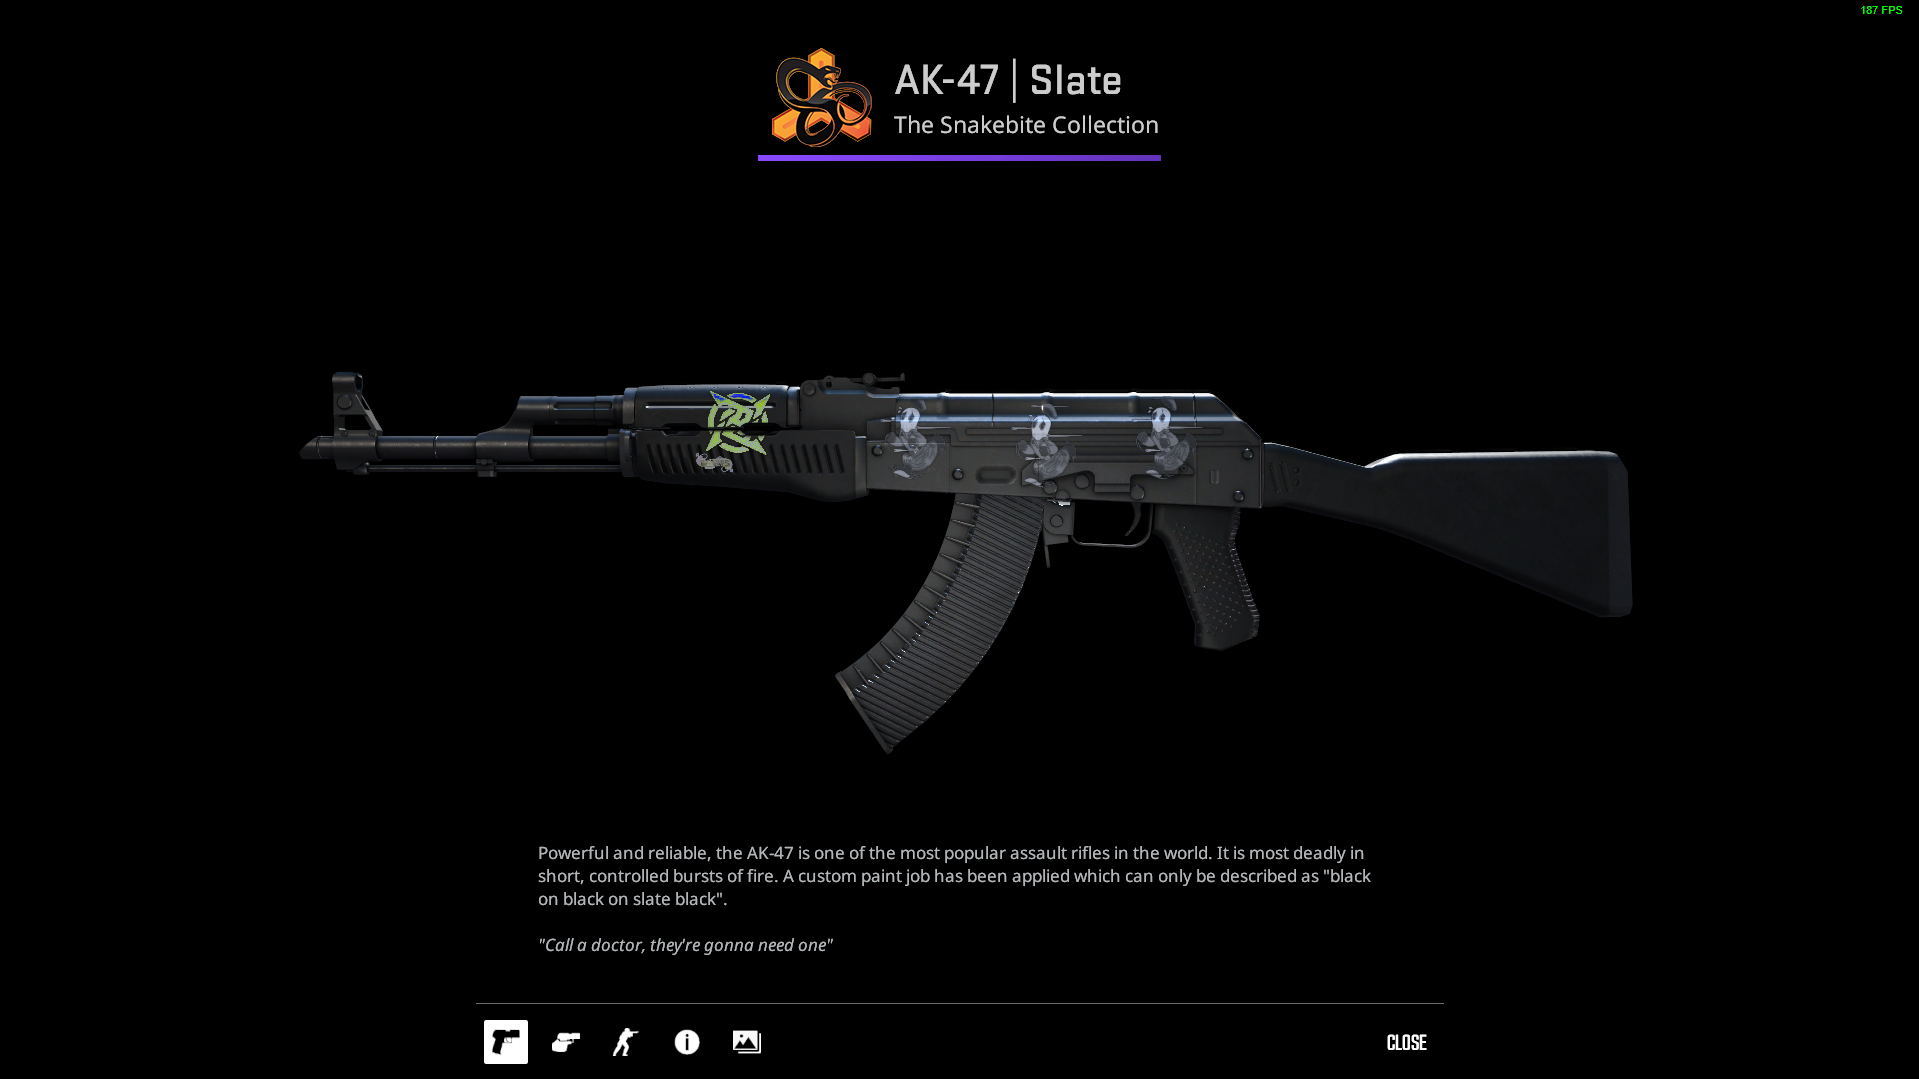 187 FPS
AK-47 | Slate
The Snakebite Collection
Powerful and reliable, the AK-47 is one of the most popular assault rifles in the world. It is most deadly in
short, controlled bursts of fire. A custom paint job has been applied which can only be described as "black
on black on slate black".
"Call a doctor, they're gonna need one"
CLOSE